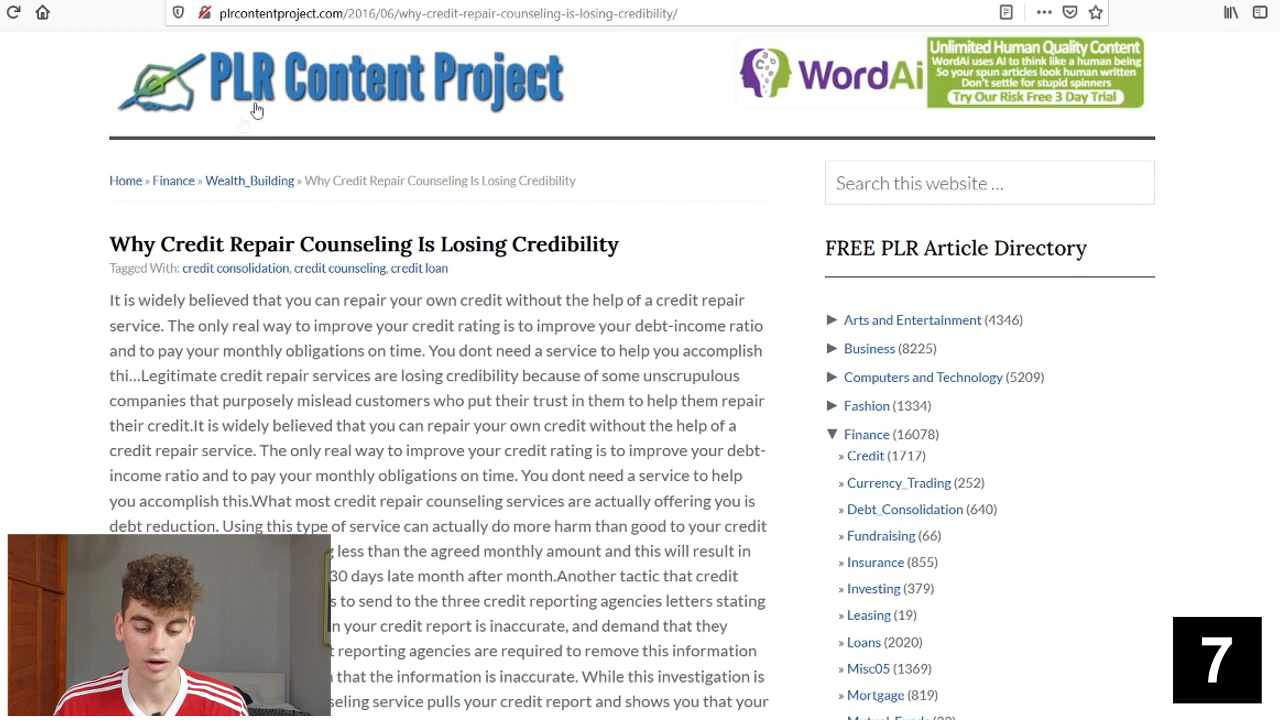 plrcontentproject.com/2016/06/why-credit-repair-counseling-is-losing-credibility/
PLR Content Project
WordAi
Unlimited Human Quality Content
WordAi uses AI to think like a human being
So your spun articles look human written
Don't settle for stupid spinners
Try Our Risk Free 3 Day Trial
Home » Finance » Wealth_Building » Why Credit Repair Counseling Is Losing Credibility
Why Credit Repair Counseling Is Losing Credibility
Tagged With: credit consolidation, credit counseling, credit loan
It is widely believed that you can repair your own credit without the help of a credit repair
service. The only real way to improve your credit rating is to improve your debt-income ratio
and to pay your monthly obligations on time. You dont need a service to help you accomplish
thi...Legitimate credit repair services are losing credibility because of some unscrupulous
companies that purposely mislead customers who put their trust in them to help them repair
their credit.It is widely believed that you can repair your own credit without the help of a
credit repair service. The only real way to improve your credit rating is to improve your debt-
income ratio and to pay your monthly obligations on time. You dont need a service to help
you accomplish this.What most credit repair counseling services are actually offering you is
debt reduction. Using this type of service can actually do more harm than good to your credit
less than the agreed monthly amount and this will result in
30 days late month after month.Another tactic that credit
s to send to the three credit reporting agencies letters stating
n your credit report is inaccurate, and demand that they
t reporting agencies are required to remove this information
that the information is inaccurate. While this investigation is
seling service pulls your credit report and shows you that your
Search this website ...
FREE PLR Article Directory
Arts and Entertainment (4346)
Business (8225)
Computers and Technology (5209)
Fashion (1334)
Finance (16078)
» Credit (1717)
» Currency_Trading (252)
» Debt_Consolidation (640)
» Fundraising (66)
» Insurance (855)
» Investing (379)
» Leasing (19)
» Loans (2020)
» Misc05 (1369)
» Mortgage (819)
7